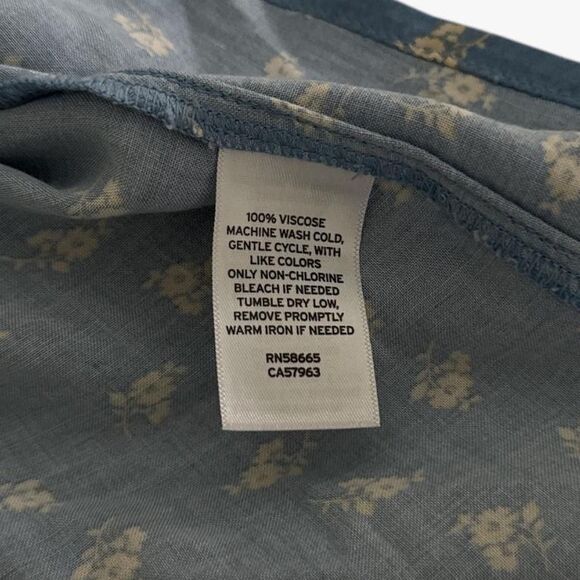 100% VISCOSE
MACHINE WASH COLD,
GENTLE CYCLE, WITH
LIKE COLORS
ONLY NON-CHLORINE
BLEACH IF NEEDED
TUMBLE DRY LOW,
REMOVE PROMPTLY
WARM IRON IF NEEDED
RN58665
CA57963